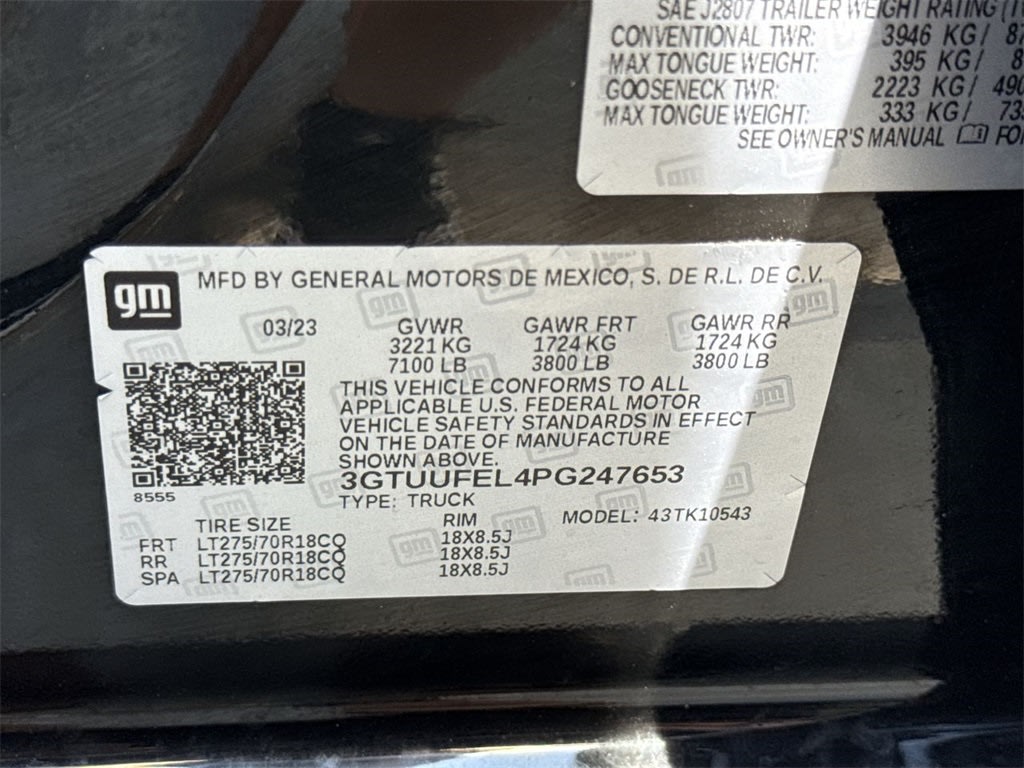 SAE J2807 TRAILER WEIGHT RATING
CONVENTIONAL TWR: 3946 KG/
MAX TONGUE WEIGHT: 395 KG/
GOOSENECK TWR: 2223 KG/
MAX TONGUE WEIGHT: 333 KG/
SEE OWNER'S MANUAL
gm
MFD BY GENERAL MOTORS DE MEXICO, S. DE R.L. DE C.V.
03/23 GVWR GAWR FRT GAWR RR
3221 KG 1724 KG 1724 KG
7100 LB 3800 LB 3800 LB
THIS VEHICLE CONFORMS TO ALL
APPLICABLE U.S. FEDERAL MOTOR
VEHICLE SAFETY STANDARDS IN EFFECT
ON THE DATE OF MANUFACTURE
SHOWN ABOVE.
3GTUUFEL4PG247653
8555
TYPE: TRUCK
MODEL: 43TK10543
TIRE SIZE RIM
FRT LT275/70R18CQ 18X8.5J
RR LT275/70R18CQ 18X8.5J
SPA LT275/70R18CQ 18X8.5J